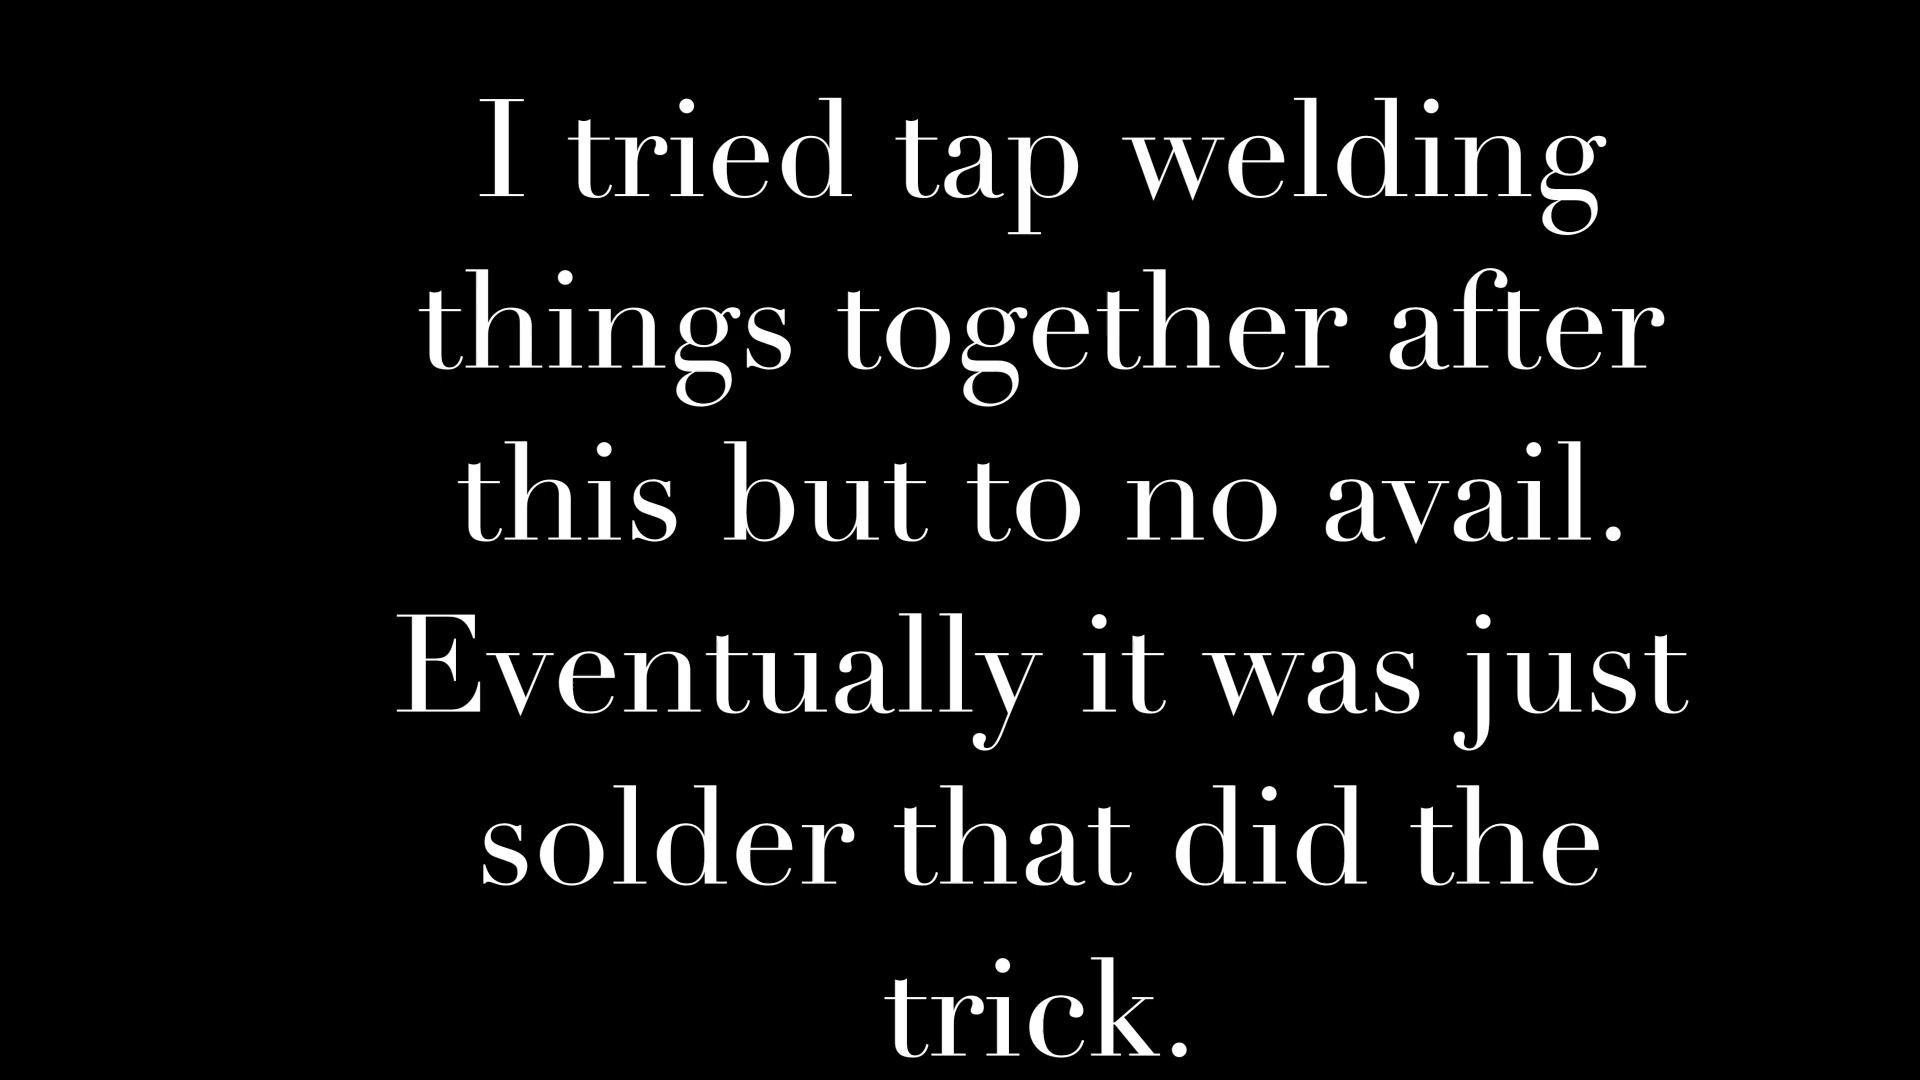 I tried tap welding
things together after
this but to no avail.
Eventually it was just
solder that did the
trick.